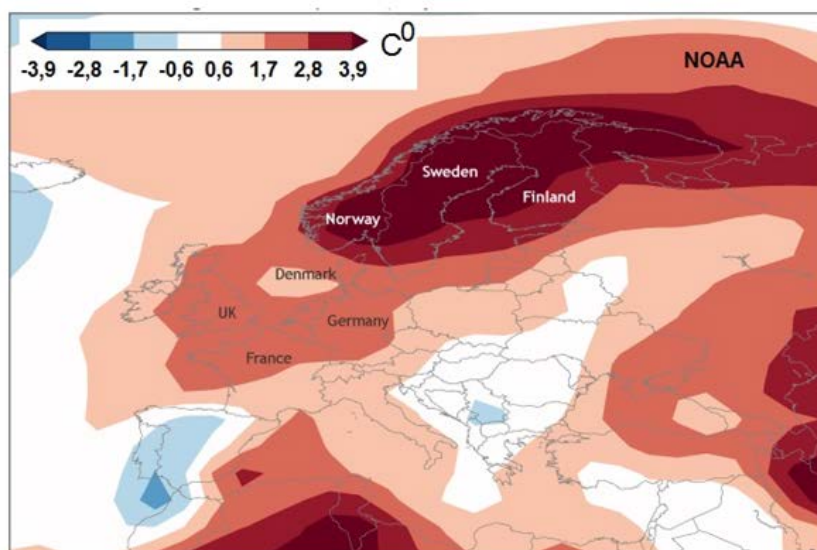 C⁰
-3,9 -2,8 -1,7 -0,6 0,6 1,7 2,8 3,9
NOAA
Sweden
Finland
Norway
Denmark
UK
Germany
France